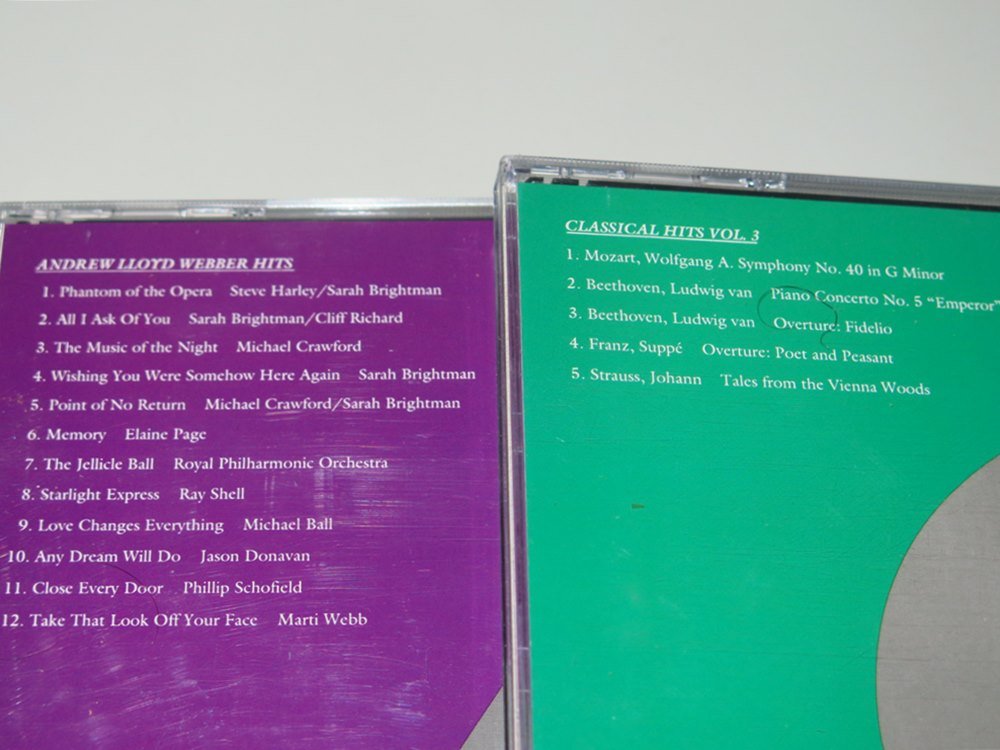 ANDREW LLOYD WEBBER HITS
1. Phantom of the Opera Steve Harley/Sarah Brightman
2. All I Ask Of You Sarah Brightman/Cliff Richard
3. The Music of the Night Michael Crawford
4. Wishing You Were Somehow Here Again Sarah Brightman
5. Point of No Return Michael Crawford/Sarah Brightman
6. Memory Elaine Page
7. The Jellicle Ball Royal Philharmonic Orchestra
8. Starlight Express Ray Shell
9. Love Changes Everything Michael Ball
10. Any Dream Will Do Jason Donavan
11. Close Every Door Phillip Schofield
12. Take That Look Off Your Face Marti Webb
CLASSICAL HITS VOL. 3
1. Mozart, Wolfgang A. Symphony No. 40 in G Minor
2. Beethoven, Ludwig van Piano Concerto No. 5 “Emperor”
3. Beethoven, Ludwig van Overture: Fidelio
4. Franz, Suppé Overture: Poet and Peasant
5. Strauss, Johann Tales from the Vienna Woods